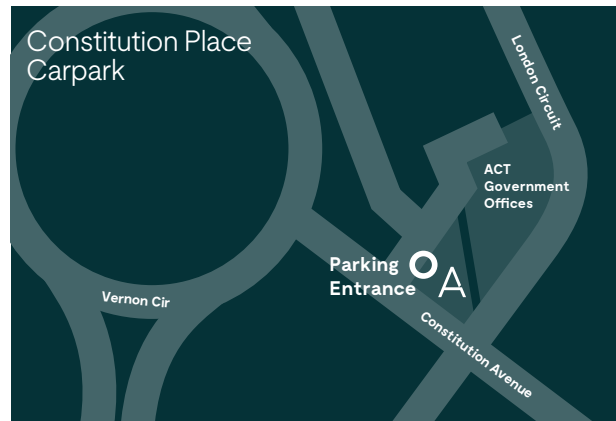 Constitution Place
Carpark
London Circuit
ACT
Government
Offices
Parking
Entrance
A
Vernon Cir
Constitution Avenue